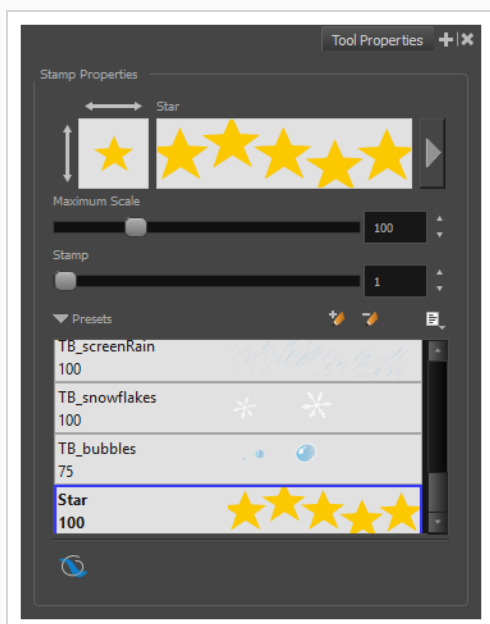 Tool Properties
Stamp Properties
Star
Maximum Scale
100
Stamp
1
Presets
TB_screenRain
100
TB_snowflakes
100
TB_bubbles
75
Star
100